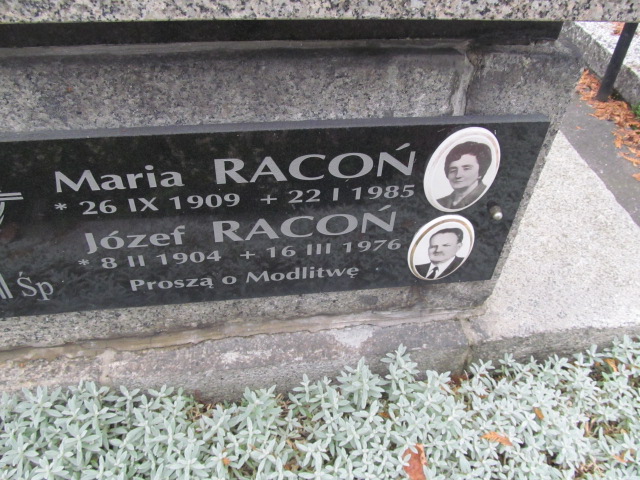 Maria RACOŃ
* 26 IX 1909 + 22 I 1985
Józef RACOŃ
* 8 II 1904 + 16 III 1976
Śp
Proszą o Modlitwę